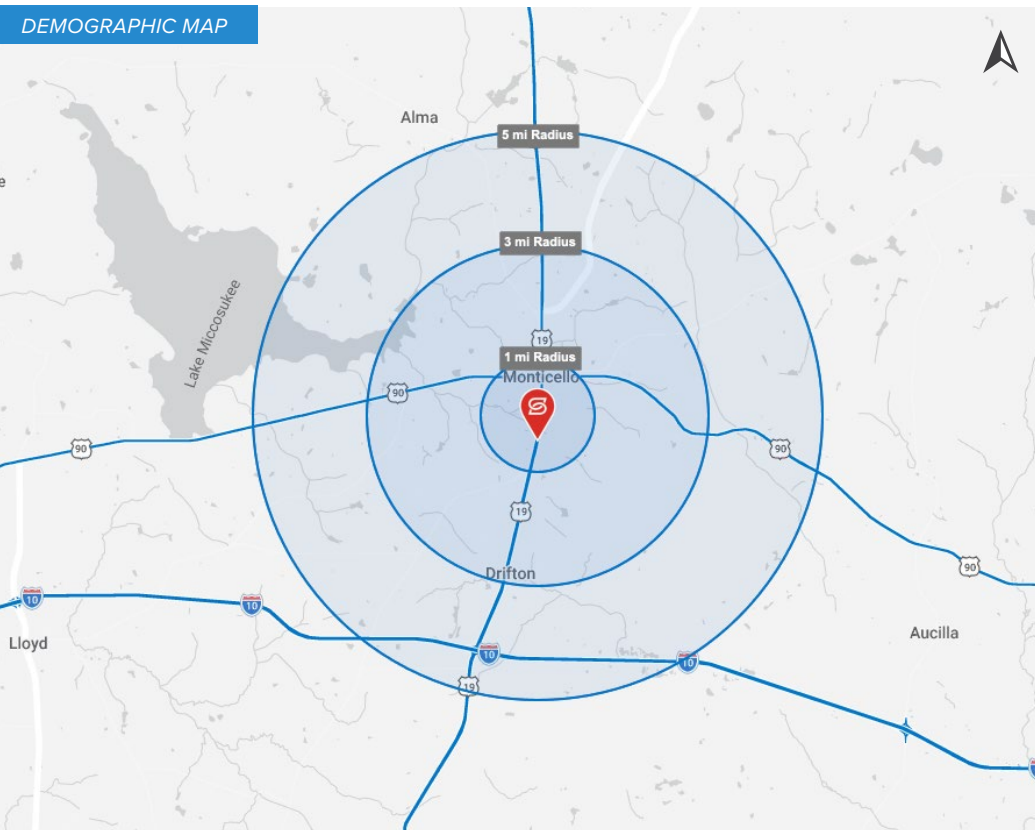 DEMOGRAPHIC MAP
Alma
5 mi Radius
e
3 mi Radius
Lake Miccosukee
19
1 mi Radius
Monticello
90
90
90
19
90
Drifton
10
10
Lloyd
Aucilla
10
10
19